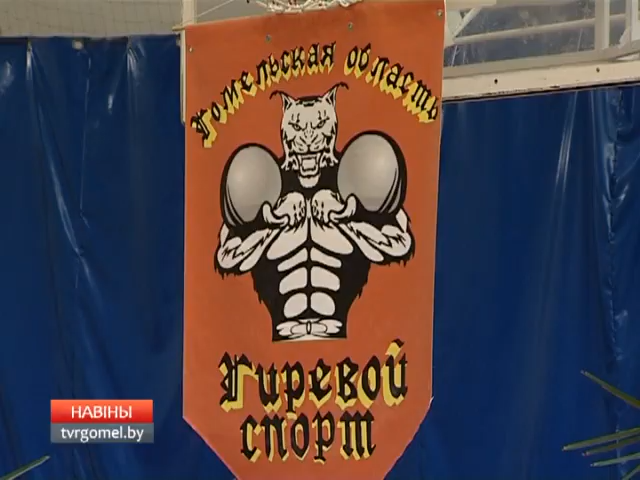 Гомельская область
Гиревой
спорт
НАВІНЫ
tvrgomel.by